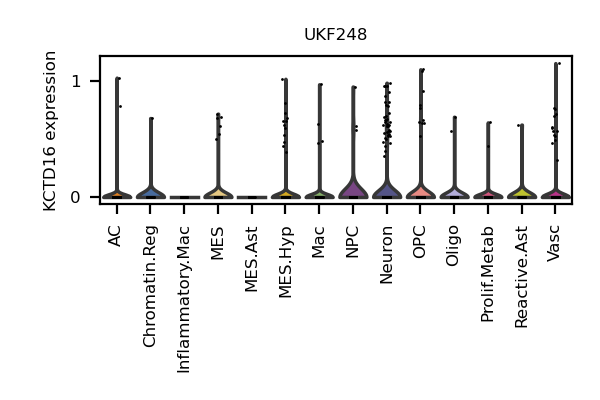 UKF248
KCTD16 expression
1
0
AC
Chromatin.Reg
Inflammatory.Mac
MES
MES.Ast
MES.Hyp
Mac
NPC
Neuron
OPC
Oligo
Prolif.Metab
Reactive.Ast
Vasc